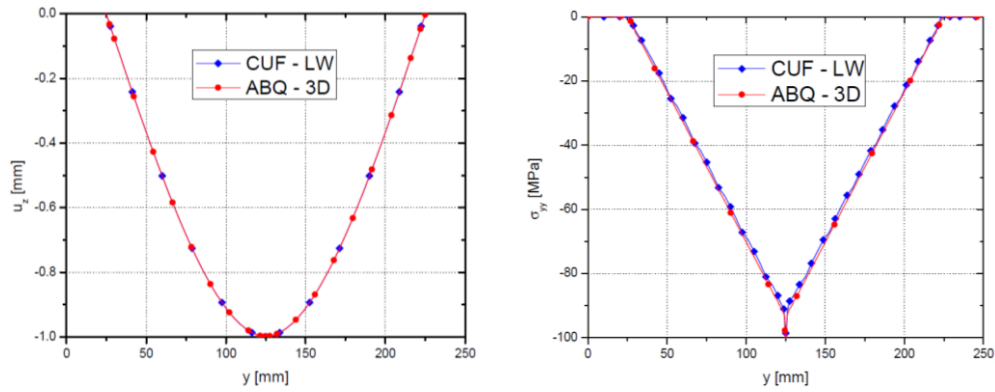 0.0
-0.2
-0.4
-0.6
-0.8
-1.0
u_z [mm]
CUF - LW
ABQ - 3D
0 50 100 150 200 250
y [mm]
0
-20
-40
-60
-80
-100
σ_yy [MPa]
CUF - LW
ABQ - 3D
0 50 100 150 200 250
y [mm]